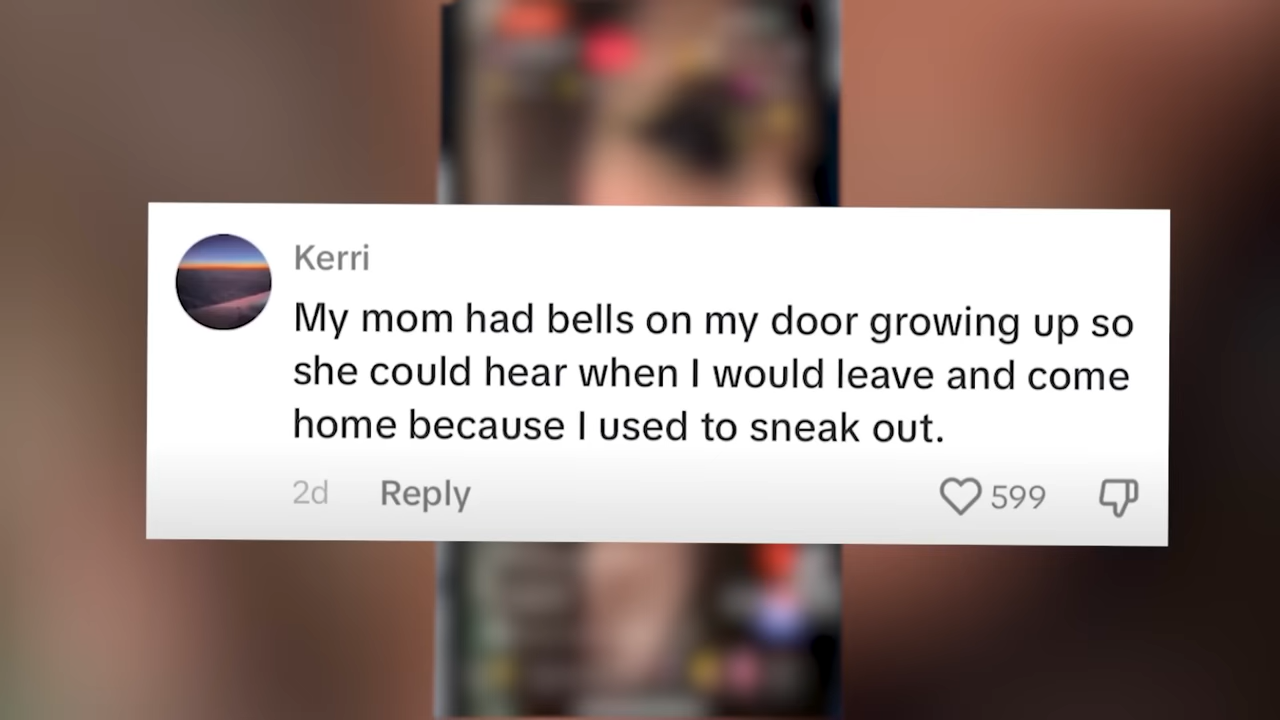 Kerri
My mom had bells on my door growing up so
she could hear when I would leave and come
home because I used to sneak out.
2d Reply 599